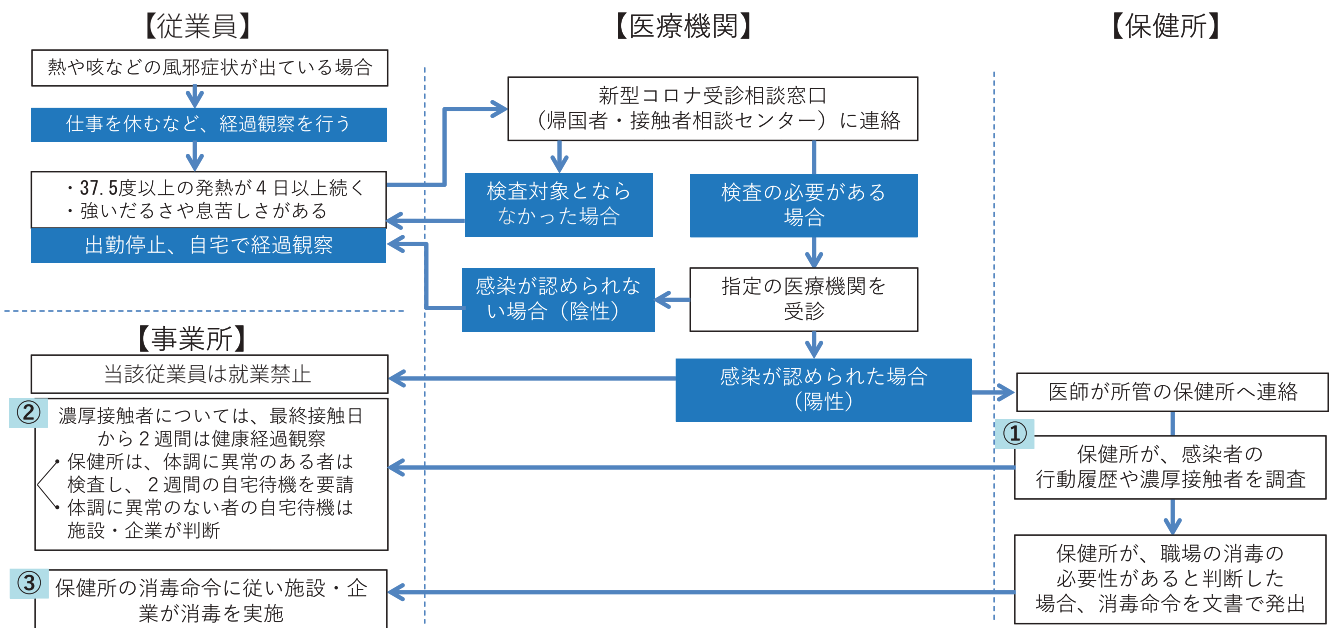 【従業員】
熱や咳などの風邪症状が出ている場合
仕事を休むなど、経過観察を行う
・37.5度以上の発熱が４日以上続く
・強いだるさや息苦しさがある
出勤停止、自宅で経過観察
【医療機関】
新型コロナ受診相談窓口
（帰国者・接触者相談センター）に連絡
検査対象となら
なかった場合
検査の必要がある
場合
感染が認められな
い場合（陰性）
指定の医療機関を
受診
感染が認められた場合
（陽性）
【保健所】
医師が所管の保健所へ連絡
①
保健所が、感染者の
行動履歴や濃厚接触者を調査
保健所が、職場の消毒の
必要性があると判断した
場合、消毒命令を文書で発出
【事業所】
当該従業員は就業禁止
②
濃厚接触者については、最終接触日
から２週間は健康経過観察
・保健所は、体調に異常のある者は
検査し、２週間の自宅待機を要請
・体調に異常のない者の自宅待機は
施設・企業が判断
③
保健所の消毒命令に従い施設・企
業が消毒を実施